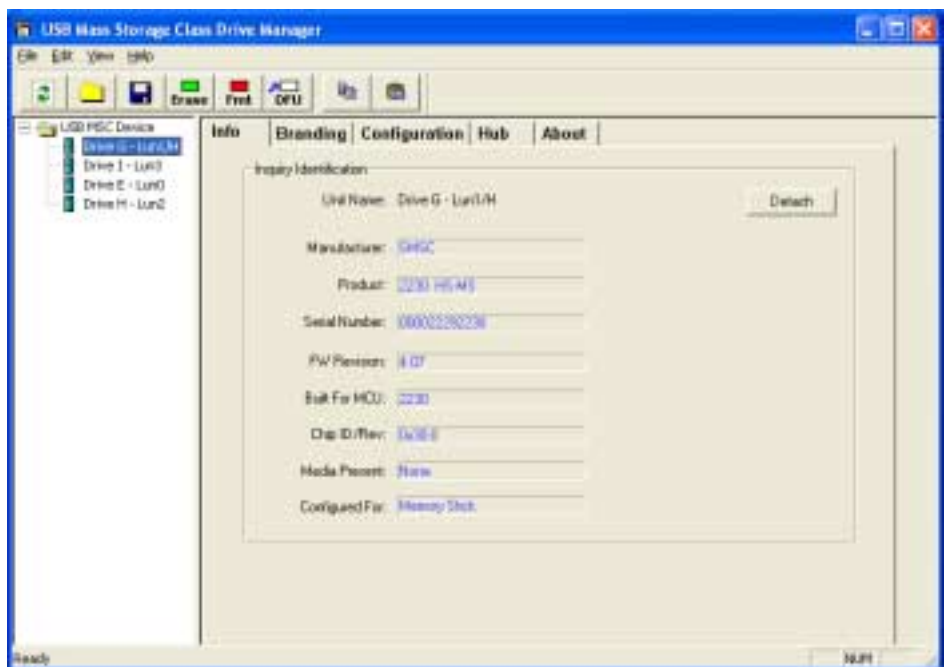 USB Mass Storage Class Drive Manager
File Edit View Help
Erase Fmt DFU
USB MSC Device
Drive G - Lun1/H
Drive I - Lun3
Drive E - Lun0
Drive H - Lun2
Info Branding Configuration Hub About
Inquiry Identification
Unit Name: Drive G - Lun1/H
Detach
Manufacturer: SMSC
Product: 2230 HS-MS
Serial Number:
FW Revision: 4.07
Built For MCU: 2230
Chip ID/Rev:
Media Present: None
Configured For: Memory Stick
Ready NUM